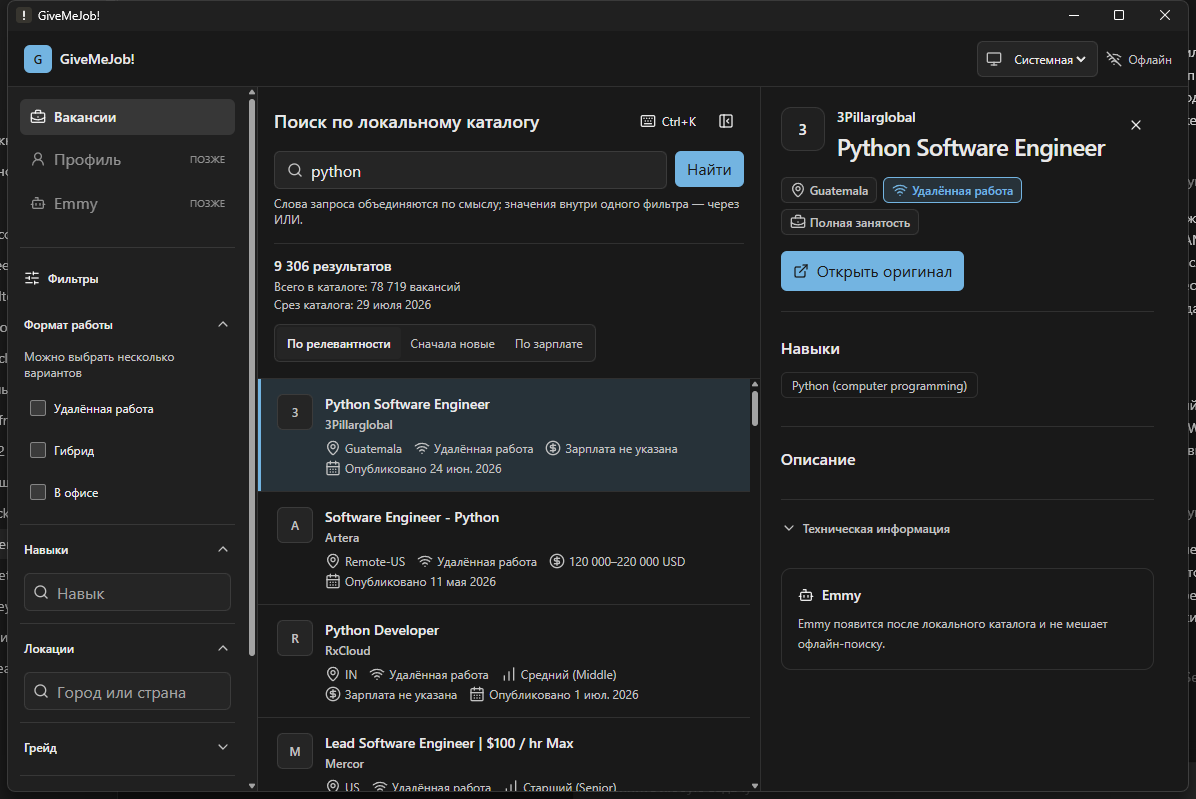 GiveMeJob!
G GiveMeJob!
Системная
Офлайн
Вакансии
Профиль ПОЗЖЕ
Emmy ПОЗЖЕ
Фильтры
Формат работы
Можно выбрать несколько
вариантов
Удалённая работа
Гибрид
В офисе
Навыки
Навык
Локации
Город или страна
Грейд
Поиск по локальному каталогу
Ctrl+K
python
Найти
Слова запроса объединяются по смыслу; значения внутри одного фильтра — через
ИЛИ.
9 306 результатов
Всего в каталоге: 78 719 вакансий
Срез каталога: 29 июля 2026
По релевантности Сначала новые По зарплате
3
Python Software Engineer
3Pillarglobal
Guatemala Удалённая работа Зарплата не указана
Опубликовано 24 июн. 2026
A
Software Engineer - Python
Artera
Remote-US Удалённая работа 120 000–220 000 USD
Опубликовано 11 мая 2026
R
Python Developer
RxCloud
IN Удалённая работа Средний (Middle)
Зарплата не указана Опубликовано 1 июл. 2026
M
Lead Software Engineer | $100 / hr Max
Mercor
US Удалённая работа Старший (Senior)
3
3Pillarglobal
Python Software Engineer
Guatemala Удалённая работа
Полная занятость
Открыть оригинал
Навыки
Python (computer programming)
Описание
Техническая информация
Emmy
Emmy появится после локального каталога и не мешает
офлайн-поиску.